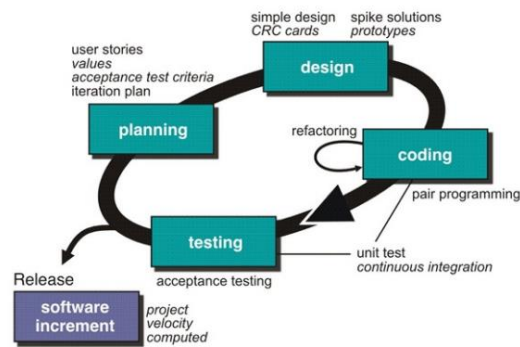 simple design
CRC cards
spike solutions
prototypes
user stories
values
acceptance test criteria
iteration plan
design
planning
refactoring
coding
pair programming
testing
unit test
continuous integration
acceptance testing
Release
software
increment
project
velocity
computed